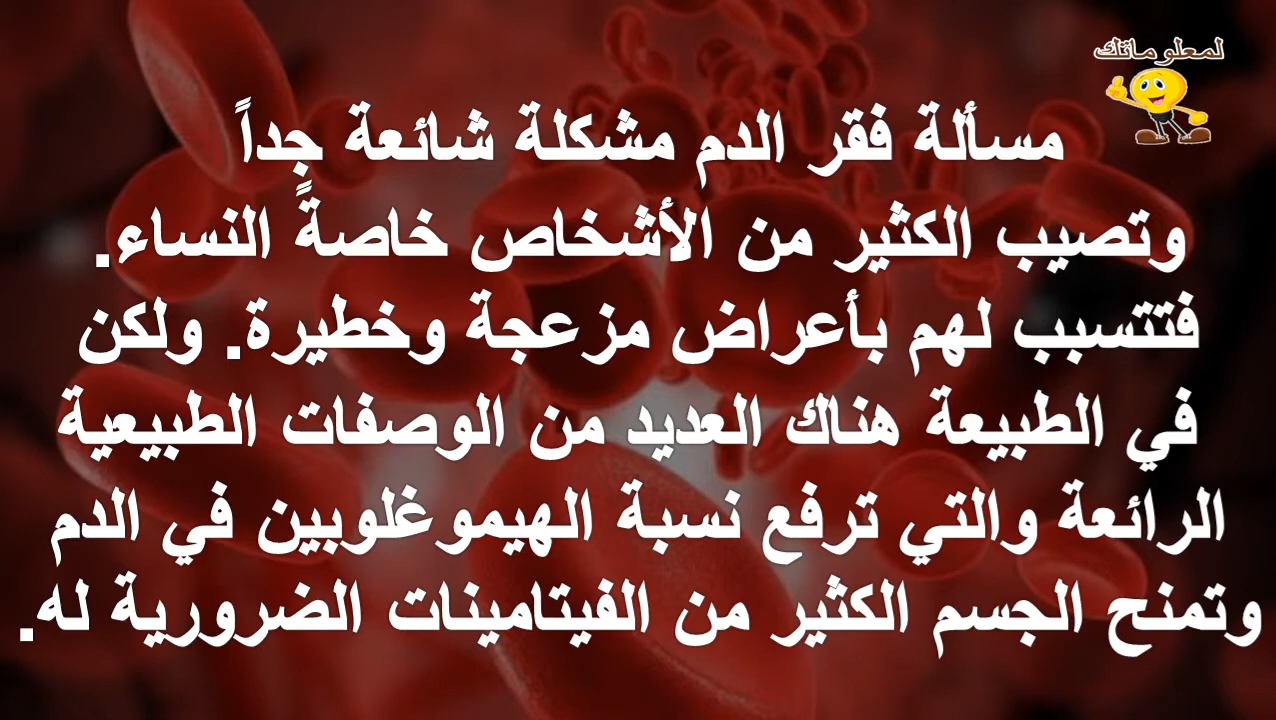 لمعلوماتك
مسألة فقر الدم مشكلة شائعة جداً
وتصيب الكثير من الأشخاص خاصةً النساء.
فتتسبب لهم بأعراض مزعجة وخطيرة. ولكن
في الطبيعة هناك العديد من الوصفات الطبيعية
الرائعة والتي ترفع نسبة الهيموغلوبين في الدم
وتمنح الجسم الكثير من الفيتامينات الضرورية له.